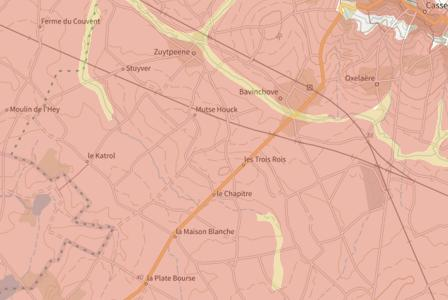 Casse
Ferme du Couvent
Zuytpeene
Stuyver
Oxelaëre
Bavinchove
Moulin de l'Hey
Mutse Houck
le Katrol
les Trois Rois
le Chapitre
la Maison Blanche
la Plate Bourse